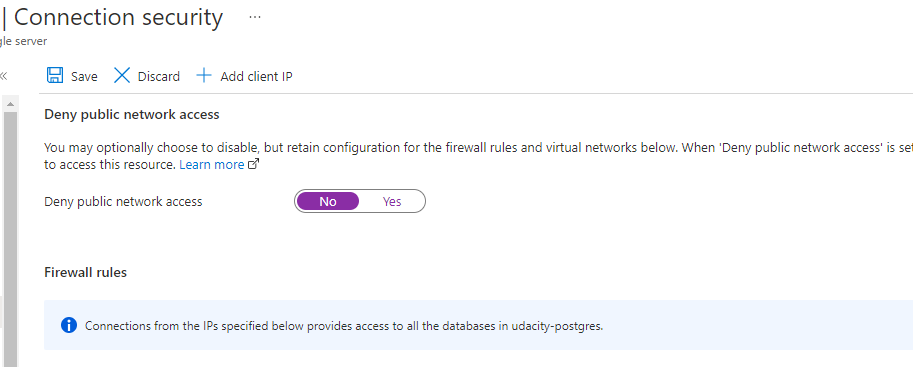 | Connection security ...
gle server
Save Discard Add client IP
Deny public network access
You may optionally choose to disable, but retain configuration for the firewall rules and virtual networks below. When 'Deny public network access' is set
to access this resource. Learn more
Deny public network access No Yes
Firewall rules
Connections from the IPs specified below provides access to all the databases in udacity-postgres.